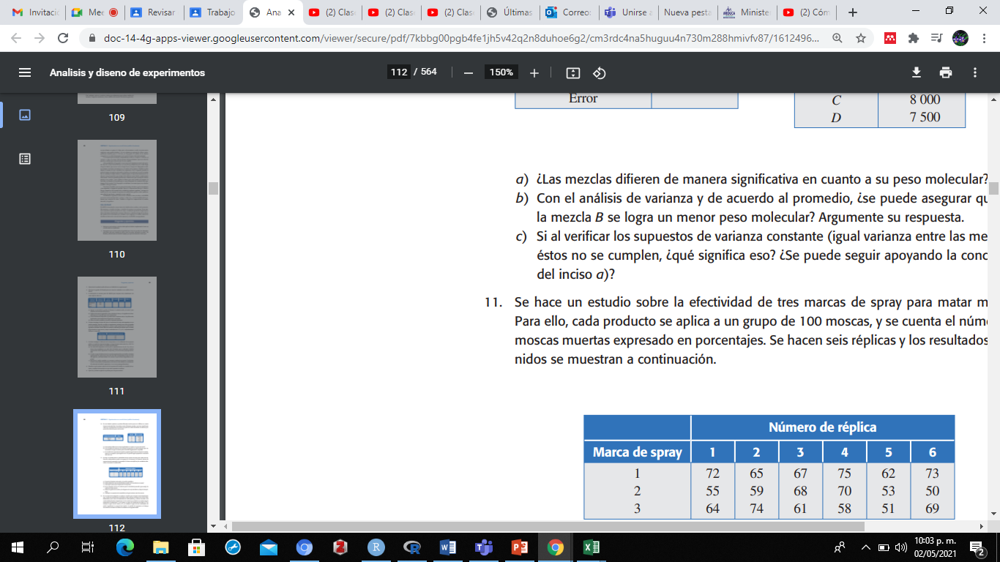 Invitació
Mee
Revisar
Trabajo
Ana
(2) Clas
(2) Clas
(2) Clas
Últimas
Correo:
Unirse a
Nueva pesta
Ministe
(2) Cóm
doc-14-4g-apps-viewer.googleusercontent.com/viewer/secure/pdf/7kbbg00pgb4fe1jh5v42q2n8duhoe6g2/cm3rdc4na5huguu4n730m288hmivfv87/1612496...
Analisis y diseno de experimentos
112 / 564
150%
109
110
111
112
Error
C 8 000
D 7 500
a) ¿Las mezclas difieren de manera significativa en cuanto a su peso molecular?
b) Con el análisis de varianza y de acuerdo al promedio, ¿se puede asegurar qu
la mezcla B se logra un menor peso molecular? Argumente su respuesta.
c) Si al verificar los supuestos de varianza constante (igual varianza entre las me
éstos no se cumplen, ¿qué significa eso? ¿Se puede seguir apoyando la conc
del inciso a)?
11. Se hace un estudio sobre la efectividad de tres marcas de spray para matar m
Para ello, cada producto se aplica a un grupo de 100 moscas, y se cuenta el núme
moscas muertas expresado en porcentajes. Se hacen seis réplicas y los resultados
nidos se muestran a continuación.
Número de réplica
Marca de spray 1 2 3 4 5 6
1 72 65 67 75 62 73
2 55 59 68 70 53 50
3 64 74 61 58 51 69
10:03 p. m.
02/05/2021
2